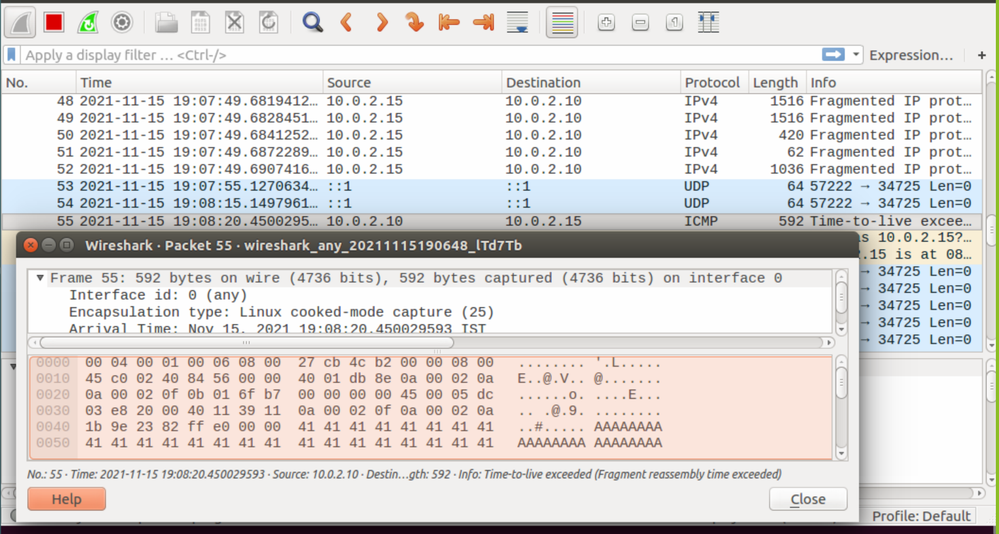 Apply a display filter … <Ctrl-/>
Expression…
+
No. Time Source Destination Protocol Length Info
48 2021-11-15 19:07:49.6819412… 10.0.2.15 10.0.2.10 IPv4 1516 Fragmented IP prot…
49 2021-11-15 19:07:49.6828451… 10.0.2.15 10.0.2.10 IPv4 1516 Fragmented IP prot…
50 2021-11-15 19:07:49.6841252… 10.0.2.15 10.0.2.10 IPv4 420 Fragmented IP prot…
51 2021-11-15 19:07:49.6872289… 10.0.2.15 10.0.2.10 IPv4 62 Fragmented IP prot…
52 2021-11-15 19:07:49.6907416… 10.0.2.15 10.0.2.10 IPv4 1036 Fragmented IP prot…
53 2021-11-15 19:07:55.1270634… ::1 ::1 UDP 64 57222 → 34725 Len=0
54 2021-11-15 19:08:15.1497961… ::1 ::1 UDP 64 57222 → 34725 Len=0
55 2021-11-15 19:08:20.4500295… 10.0.2.10 10.0.2.15 ICMP 592 Time-to-live excee…
s 10.0.2.15?…
.15 is at 08…
→ 34725 Len=0
→ 34725 Len=0
→ 34725 Len=0
→ 34725 Len=0
→ 34725 Len=0
Wireshark · Packet 55 · wireshark_any_20211115190648_lTd7Tb
Frame 55: 592 bytes on wire (4736 bits), 592 bytes captured (4736 bits) on interface 0
Interface id: 0 (any)
Encapsulation type: Linux cooked-mode capture (25)
Arrival Time: Nov 15, 2021 19:08:20.450029593 IST
0000 00 04 00 01 00 06 08 00 27 cb 4c b2 00 00 08 00 ........ '.L.....
0010 45 c0 02 40 84 56 00 00 40 01 db 8e 0a 00 02 0a E..@.V.. @.......
0020 0a 00 02 0f 0b 01 6f b7 00 00 00 00 45 00 05 dc ......o. ....E...
0030 03 e8 20 00 40 11 39 11 0a 00 02 0f 0a 00 02 0a .. .@.9. ........
0040 1b 9e 23 82 ff e0 00 00 41 41 41 41 41 41 41 41 ..#..... AAAAAAAA
0050 41 41 41 41 41 41 41 41 41 41 41 41 41 41 41 41 AAAAAAAA AAAAAAAA
No.: 55 · Time: 2021-11-15 19:08:20.450029593 · Source: 10.0.2.10 · Destin…gth: 592 · Info: Time-to-live exceeded (Fragment reassembly time exceeded)
Help
Close
Profile: Default